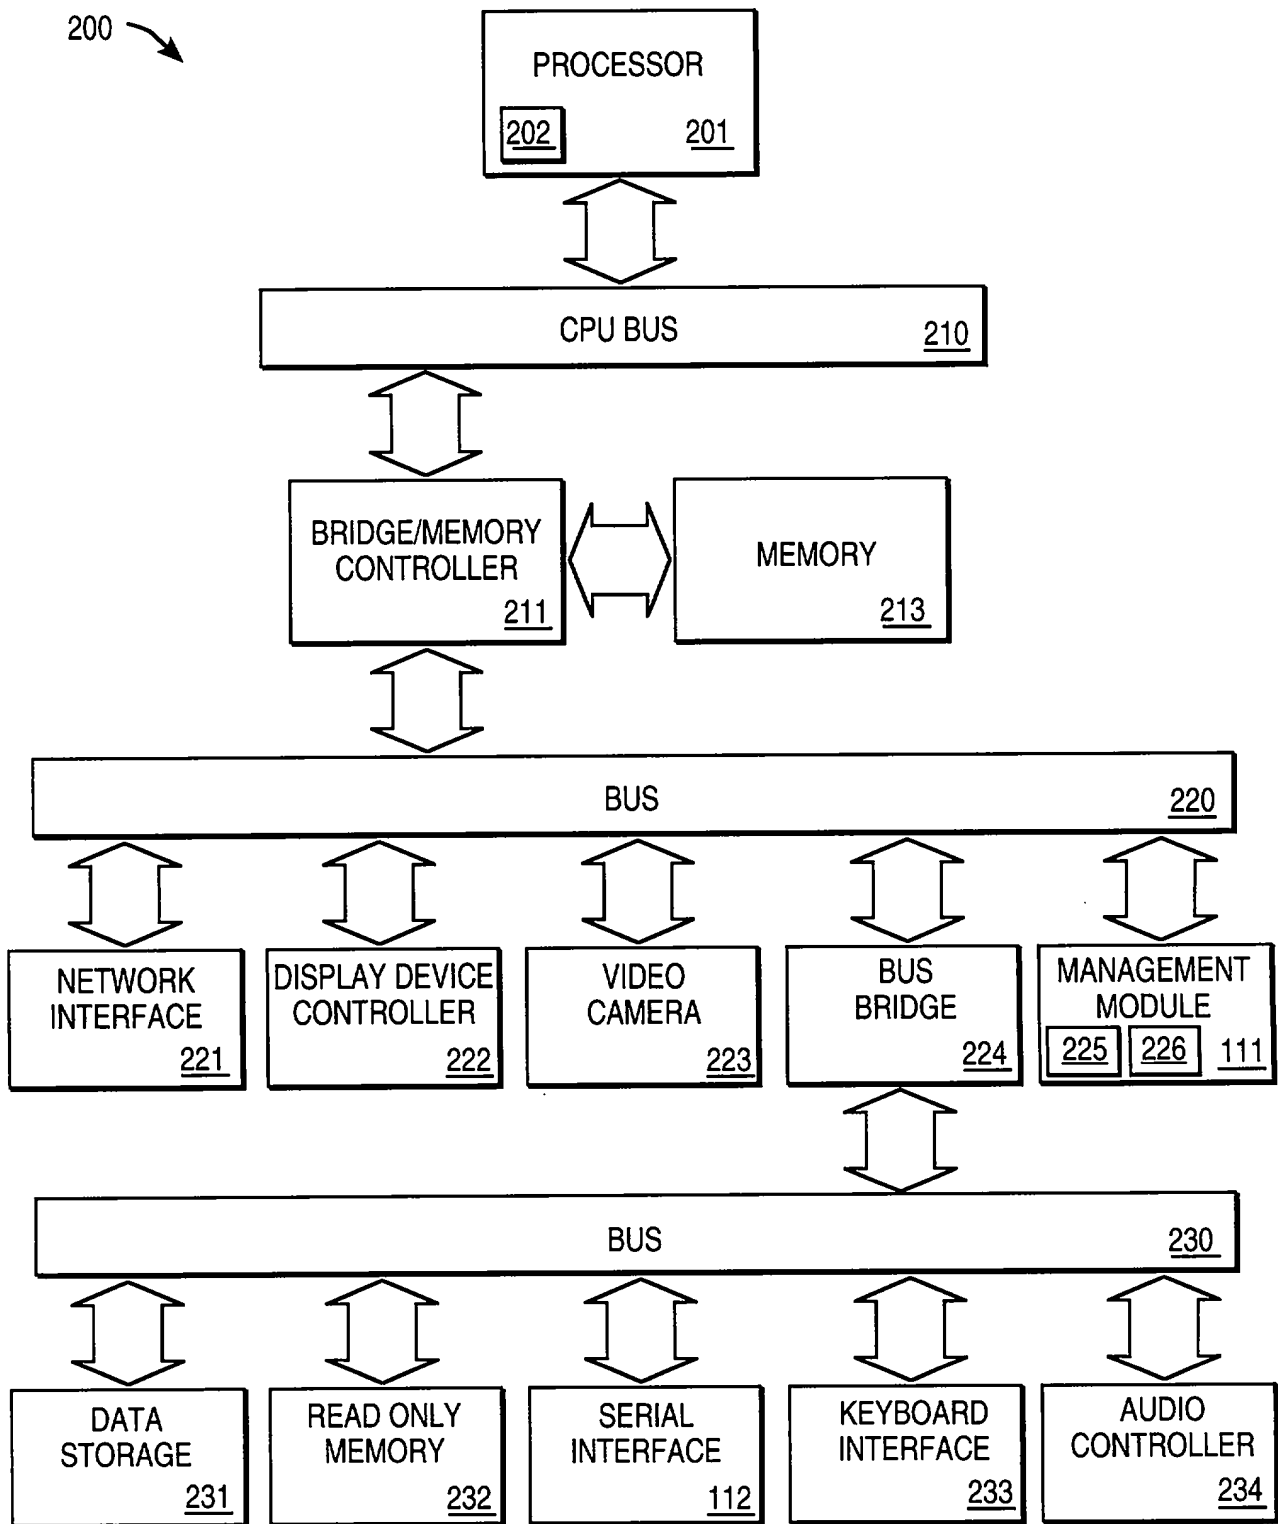 200
PROCESSOR
202
201
CPU BUS
210
BRIDGE/MEMORY
CONTROLLER
211
MEMORY
213
BUS
220
NETWORK
INTERFACE
221
DISPLAY DEVICE
CONTROLLER
222
VIDEO
CAMERA
223
BUS
BRIDGE
224
MANAGEMENT
MODULE
225
226
111
BUS
230
DATA
STORAGE
231
READ ONLY
MEMORY
232
SERIAL
INTERFACE
112
KEYBOARD
INTERFACE
233
AUDIO
CONTROLLER
234